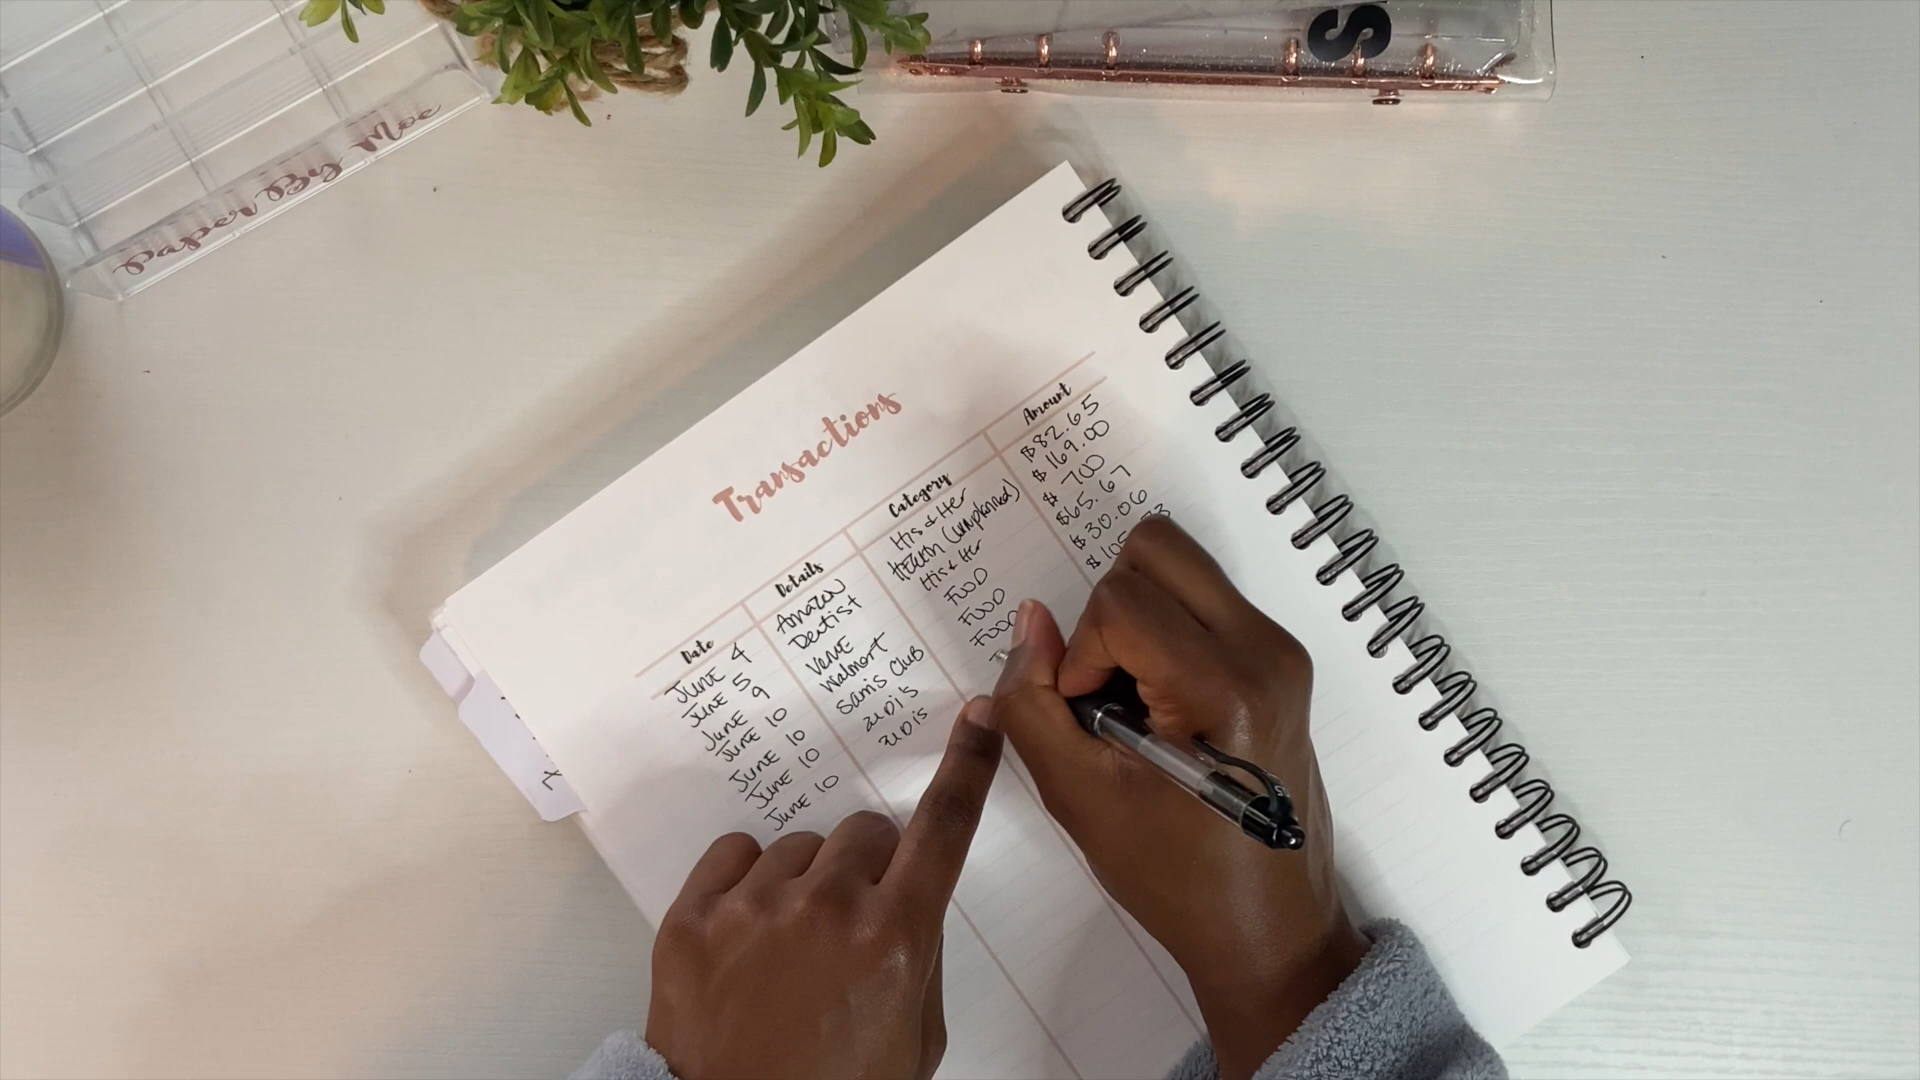 Paper By Moe
S
Transactions
Date Details Category Amount
JUNE 4 Amazon His & Her $82.65
JUNE 5 Dentist HEALTH (unplanned) $169.00
JUNE 9 VENUE His & Her $700
JUNE 10 Walmart FOOD $65.67
JUNE 10 Sam's Club FOOD $30.06
JUNE 10 FOOD
JUNE 10